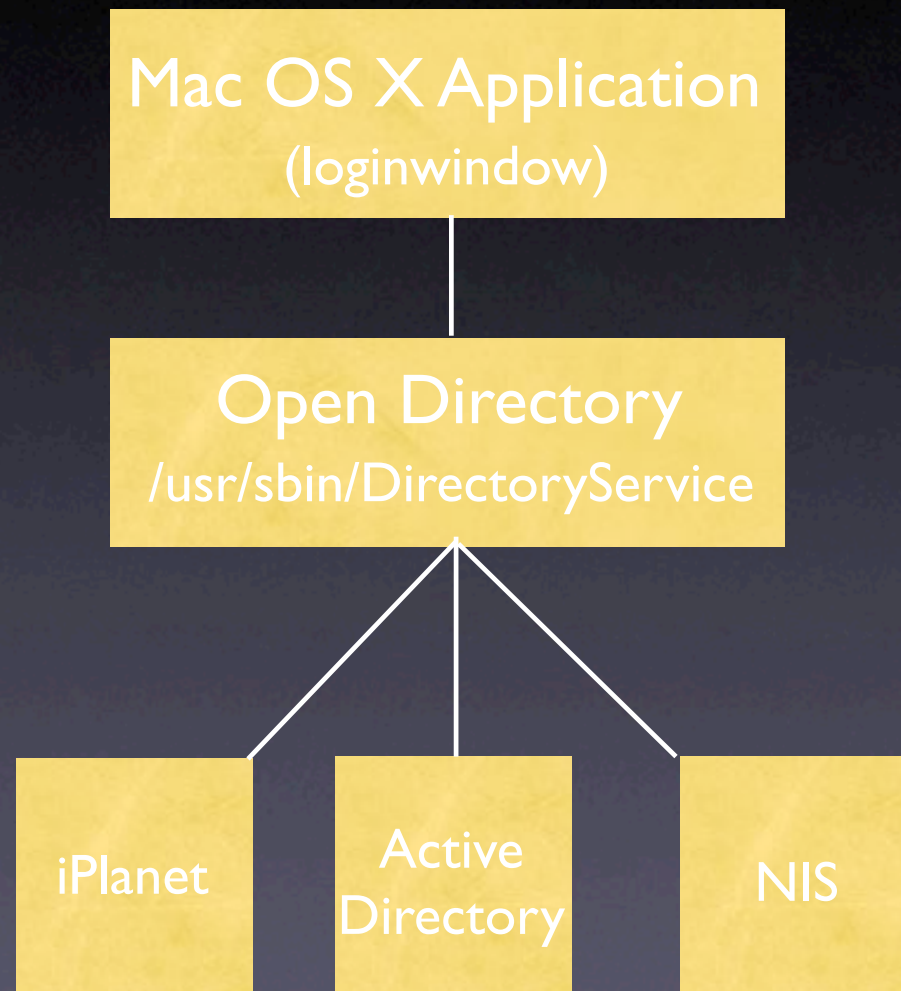 Mac OS X Application
(loginwindow)
Open Directory
/usr/sbin/DirectoryService
iPlanet
Active
Directory
NIS